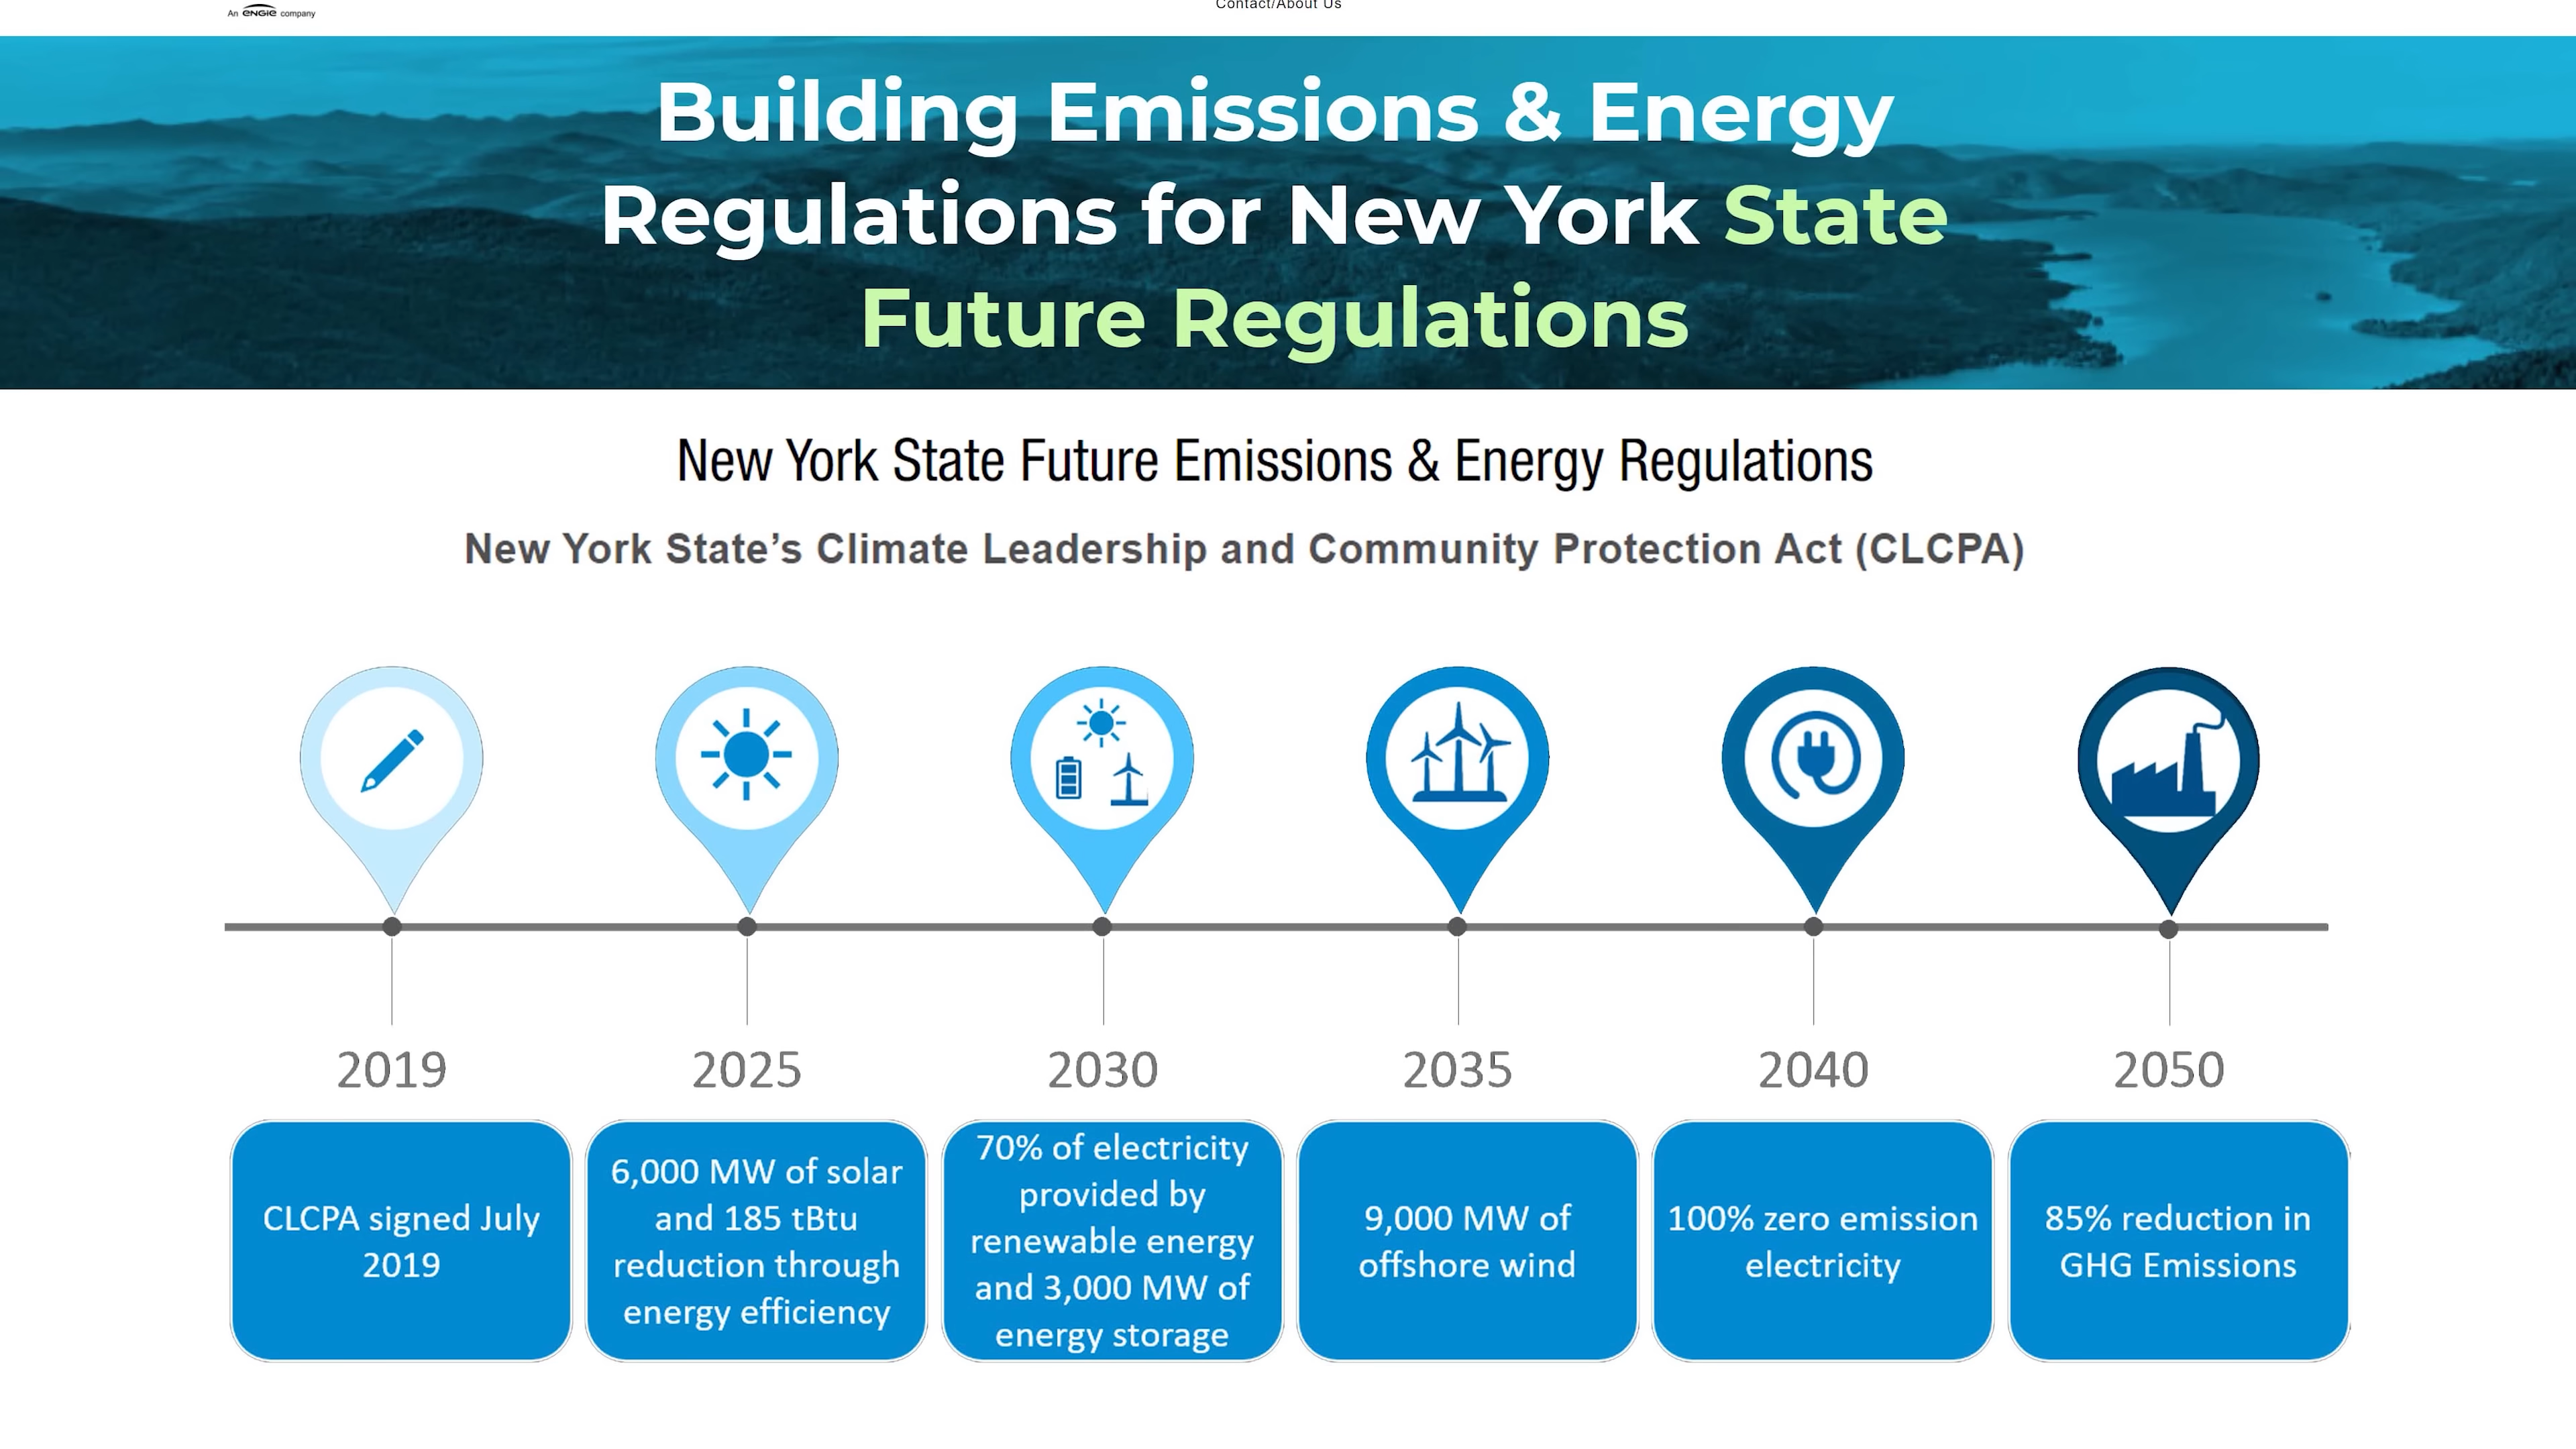 An ENGIE company
Contact/About Us
Building Emissions & Energy
Regulations for New York State
Future Regulations
New York State Future Emissions & Energy Regulations
New York State’s Climate Leadership and Community Protection Act (CLCPA)
2019
CLCPA signed July
2019
2025
6,000 MW of solar
and 185 tBtu
reduction through
energy efficiency
2030
70% of electricity
provided by
renewable energy
and 3,000 MW of
energy storage
2035
9,000 MW of
offshore wind
2040
100% zero emission
electricity
2050
85% reduction in
GHG Emissions